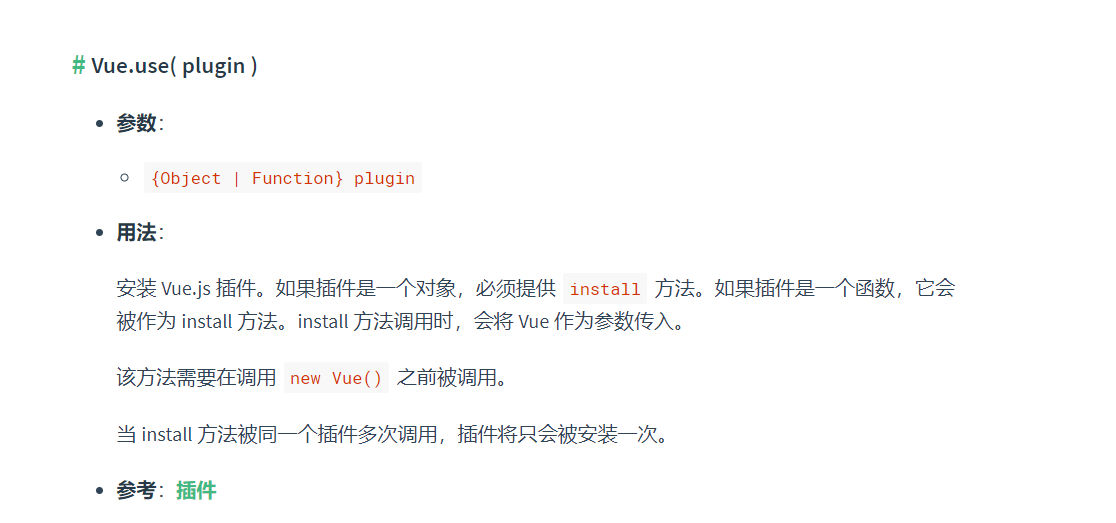 # Vue.use( plugin )
参数：
{Object | Function} plugin
用法：
安装 Vue.js 插件。如果插件是一个对象，必须提供 install 方法。如果插件是一个函数，它会
被作为 install 方法。install 方法调用时，会将 Vue 作为参数传入。
该方法需要在调用 new Vue() 之前被调用。
当 install 方法被同一个插件多次调用，插件将只会被安装一次。
参考：插件